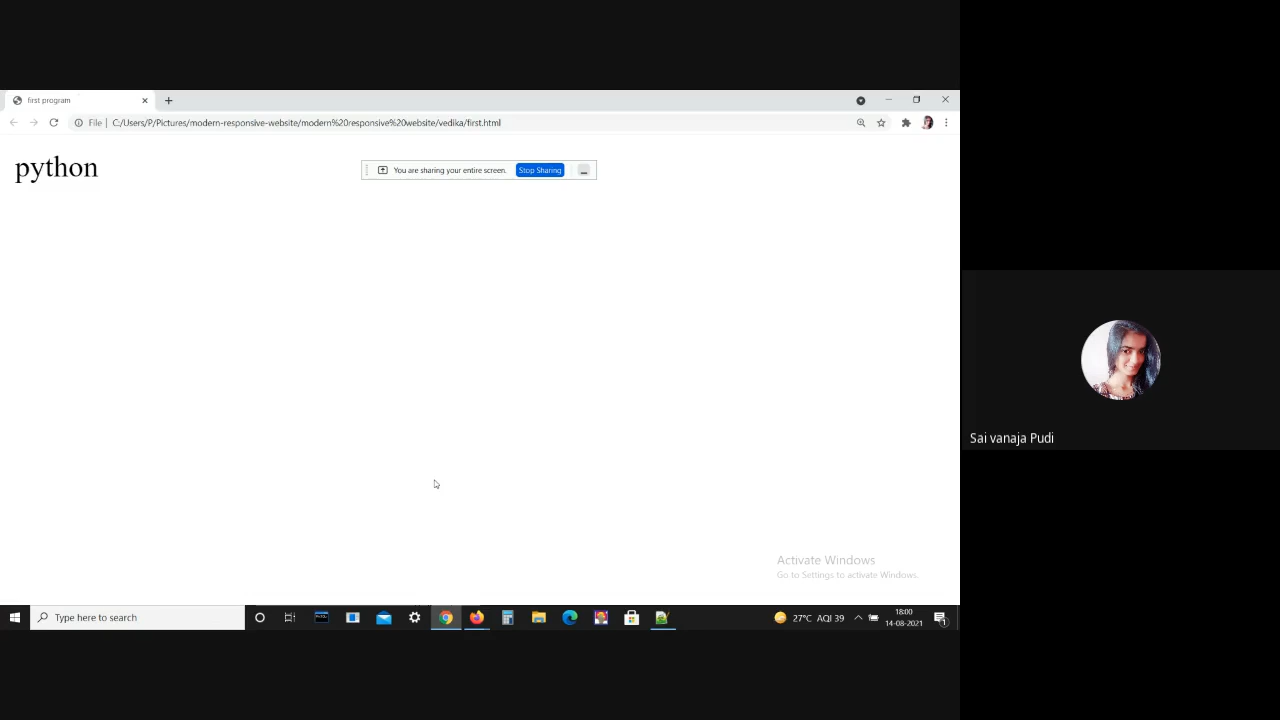 first program
File | C:/Users/P/Pictures/modern-responsive-website/modern%20responsive%20website/vedika/first.html
python
You are sharing your entire screen. Stop Sharing
Sai vanaja Pudi
Activate Windows
Go to Settings to activate Windows.
Type here to search
27°C AQI 39
18:00
14-08-2021
1